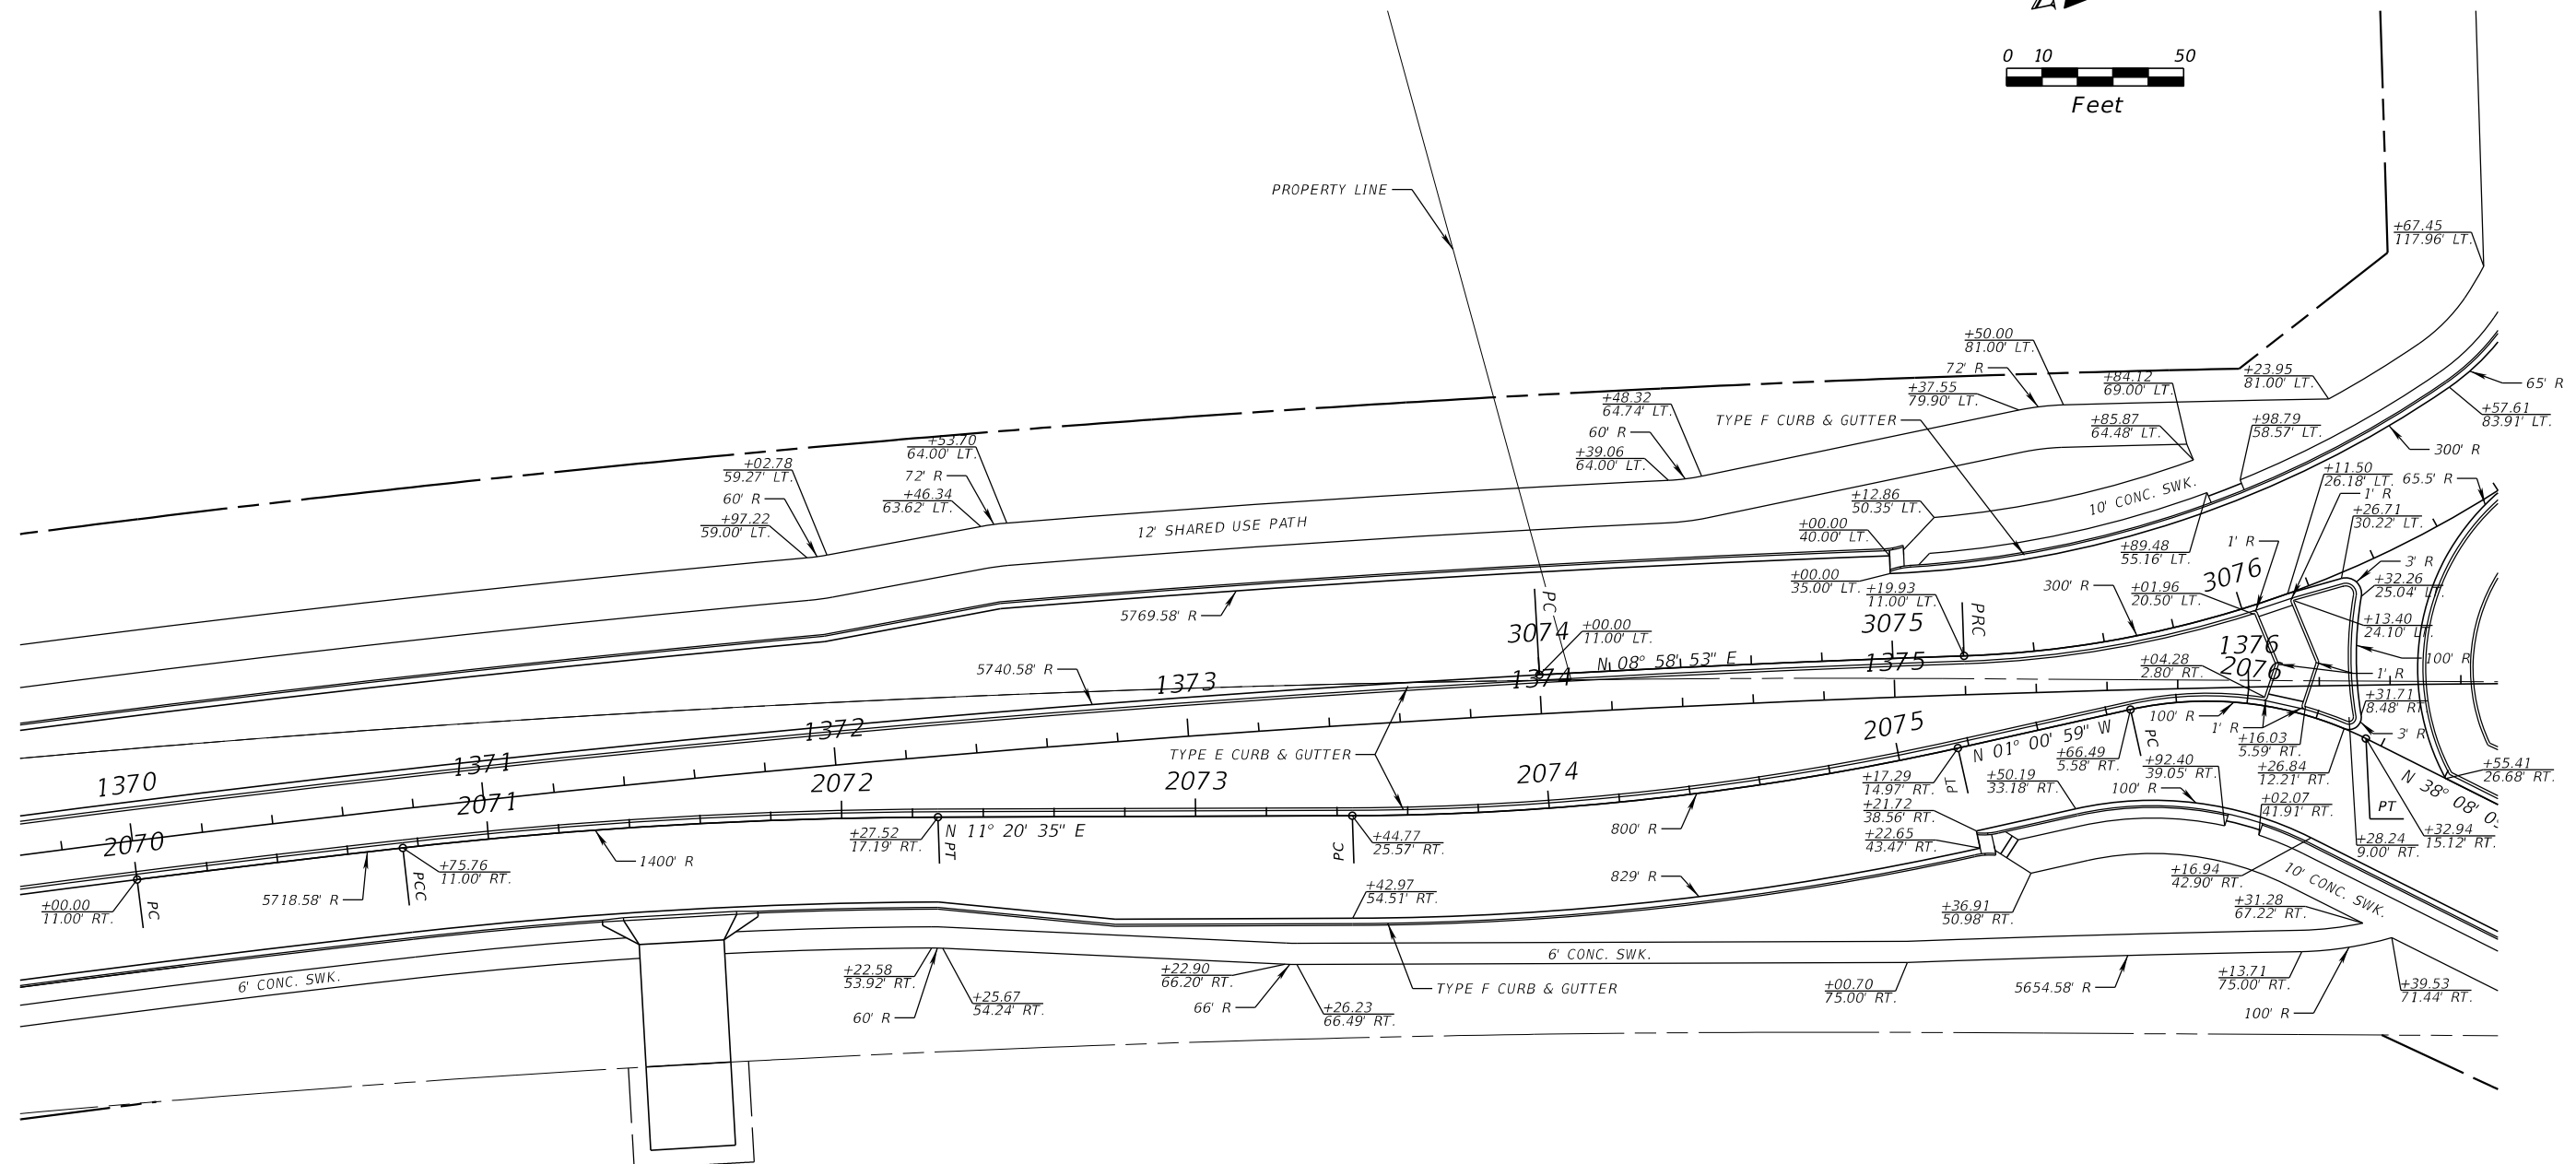 0 10 50
Feet
PROPERTY LINE
+67.45
117.96' LT.
+50.00
81.00' LT.
72' R
+37.55
79.90' LT.
+84.12
69.00' LT.
+23.95
81.00' LT.
65' R
+57.61
83.91' LT.
300' R
+48.32
64.74' LT.
60' R
+39.06
64.00' LT.
TYPE F CURB & GUTTER
+85.87
64.48' LT.
+98.79
58.57' LT.
+53.70
64.00' LT.
72' R
+46.34
63.62' LT.
+02.78
59.27' LT.
60' R
+97.22
59.00' LT.
12' SHARED USE PATH
+12.86
50.35' LT.
+00.00
40.00' LT.
10' CONC. SWK.
+11.50
26.18' LT.
65.5' R
1' R
+26.71
30.22' LT.
+89.48
55.16' LT.
1' R
3' R
+32.26
25.04' LT.
+00.00
35.00' LT.
+19.93
11.00' LT.
300' R
+01.96
20.50' LT.
3076
+13.40
24.10' LT.
5769.58' R
PC
3074
+00.00
11.00' LT.
3075
PRC
1376
2076
100' R
1' R
5740.58' R
1373
N 08° 58' 53" E
1374
1375
+04.28
2.80' RT.
+31.71
8.48' RT.
1372
1371
1370
TYPE E CURB & GUTTER
2075
N 01° 00' 59" W
100' R
1' R
3' R
PC
+16.03
5.59' RT.
+66.49
5.58' RT.
+92.40
39.05' RT.
+26.84
12.21' RT.
+55.41
26.68' RT.
2072
2073
2074
2071
2070
PT
+17.29
14.97' RT.
+50.19
33.18' RT.
100' R
+02.07
41.91' RT.
N 38° 08'
PT
+32.94
15.12' RT.
+28.24
9.00' RT.
+21.72
38.56' RT.
+22.65
43.47' RT.
800' R
+27.52
17.19' RT.
N 11° 20' 35" E
PT
PC
+44.77
25.57' RT.
1400' R
+75.76
11.00' RT.
PCC
5718.58' R
+00.00
11.00' RT.
PC
+42.97
54.51' RT.
829' R
+16.94
42.90' RT.
10' CONC. SWK.
+36.91
50.98' RT.
+31.28
67.22' RT.
6' CONC. SWK.
6' CONC. SWK.
+22.58
53.92' RT.
+25.67
54.24' RT.
60' R
+22.90
66.20' RT.
66' R
+26.23
66.49' RT.
TYPE F CURB & GUTTER
+00.70
75.00' RT.
5654.58' R
+13.71
75.00' RT.
+39.53
71.44' RT.
100' R